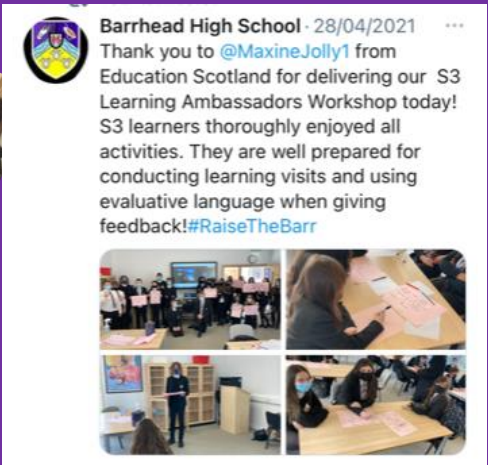 Barrhead High School · 28/04/2021 ···
Thank you to @MaxineJolly1 from
Education Scotland for delivering our S3
Learning Ambassadors Workshop today!
S3 learners thoroughly enjoyed all
activities. They are well prepared for
conducting learning visits and using
evaluative language when giving
feedback!#RaiseTheBarr